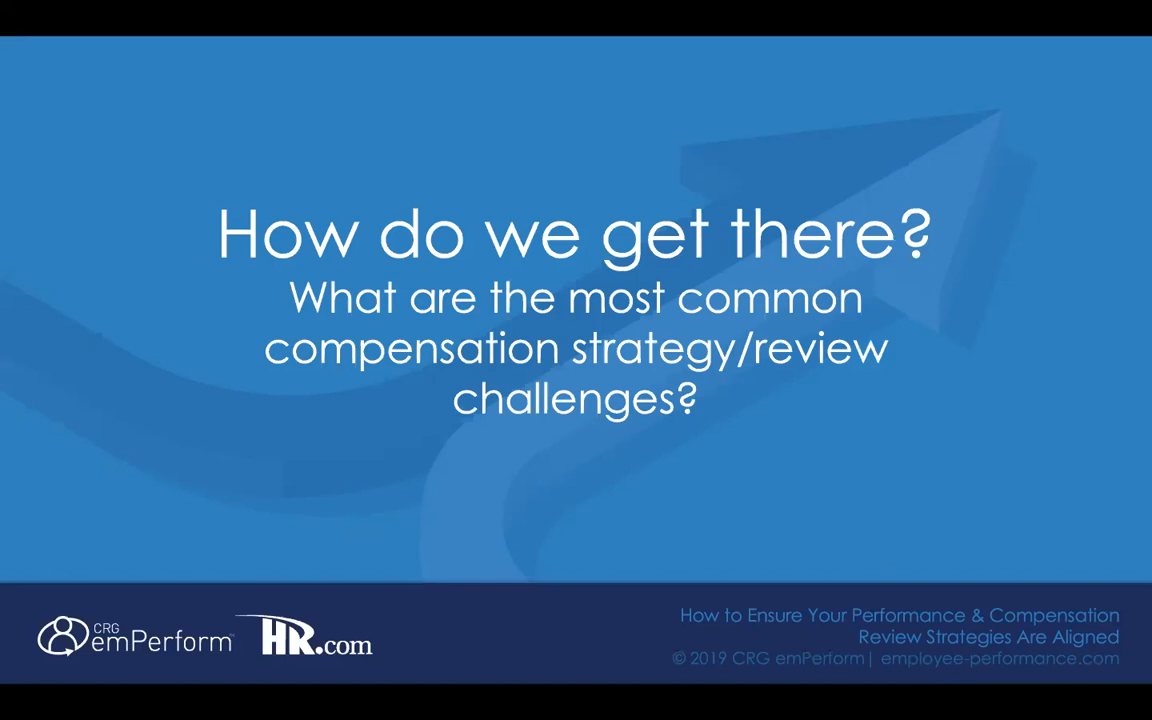 How do we get there?
What are the most common
compensation strategy/review
challenges?
CRG
emPerform™
HR.com
How to Ensure Your Performance & Compensation
Review Strategies Are Aligned
© 2019 CRG emPerform| employee-performance.com